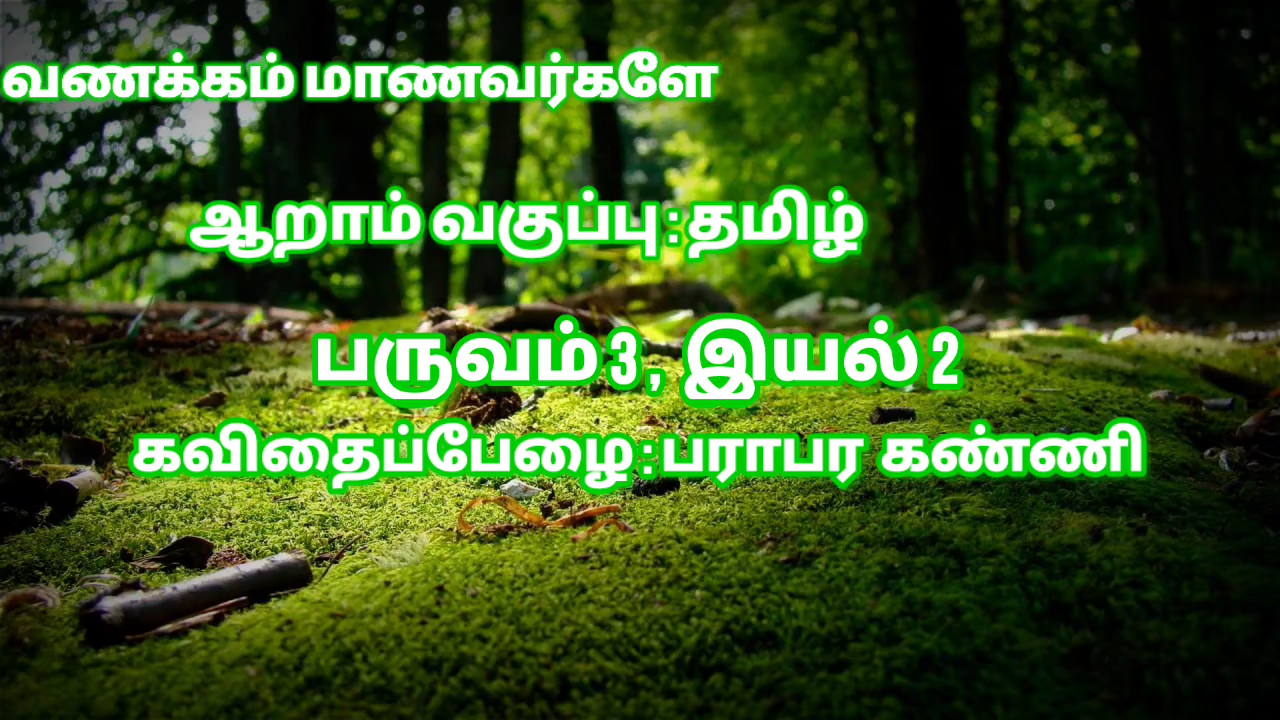 வணக்கம் மாணவர்களே
ஆறாம் வகுப்பு : தமிழ்
பருவம் 3 , இயல் 2
கவிதைப்பேழை : பராபர கண்ணி